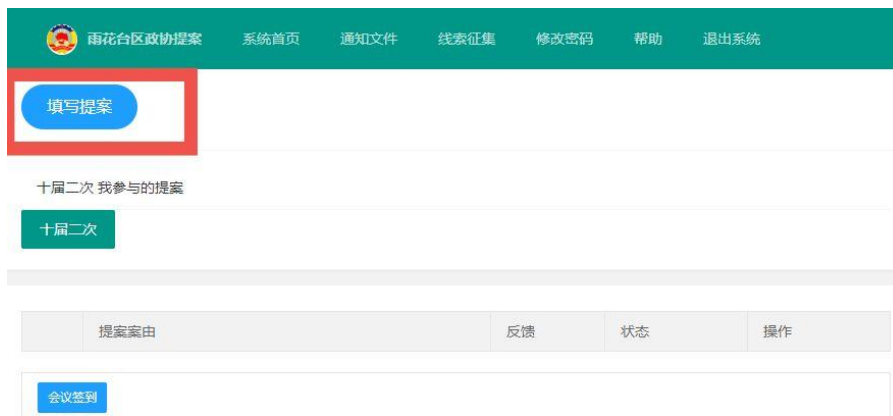 雨花台区政协提案 系统首页 通知文件 线索征集 修改密码 帮助 退出系统
填写提案
十届二次 我参与的提案
十届二次
提案案由 反馈 状态 操作
会议签到